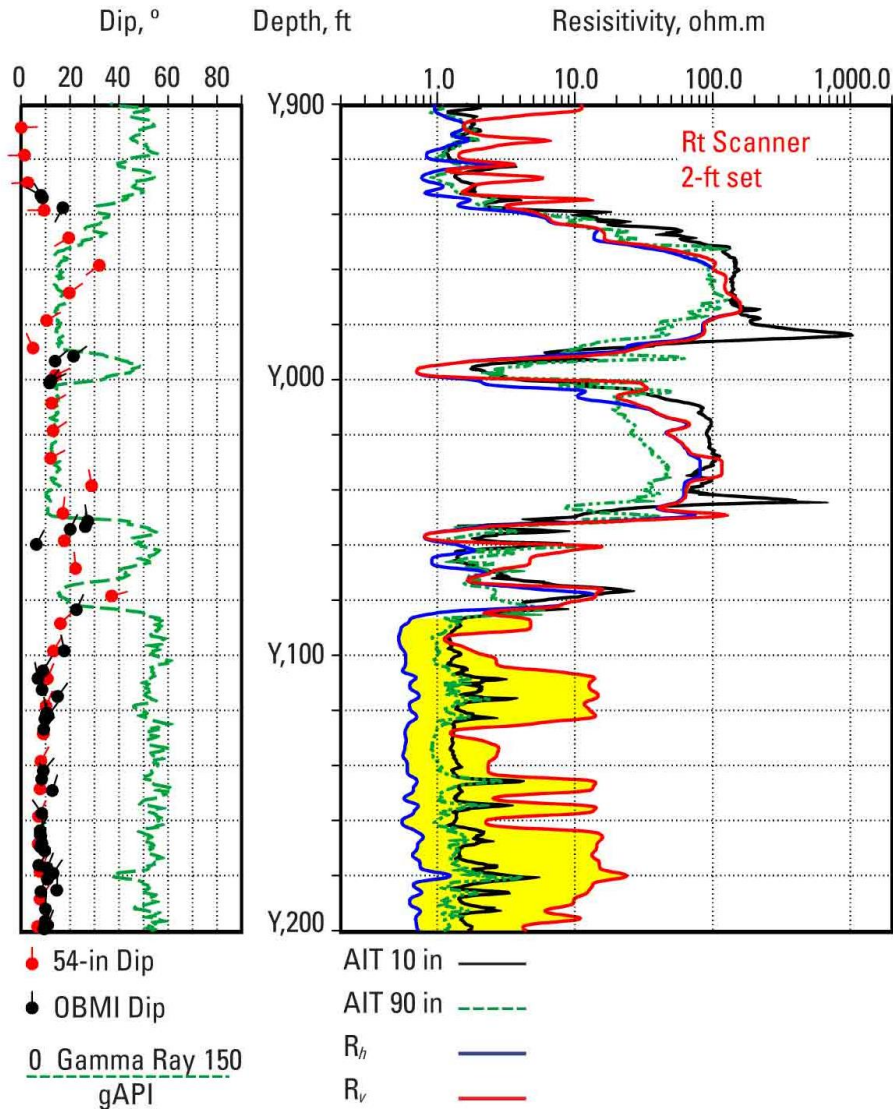 Dip, º Depth, ft Resisitivity, ohm.m
0 20 40 60 80 1.0 10.0 100.0 1,000.0
Y,900
Rt Scanner
2-ft set
Y,000
Y,100
Y,200
54-in Dip
OBMI Dip
0 Gamma Ray 150
gAPI
AIT 10 in
AIT 90 in
Rh
Rv